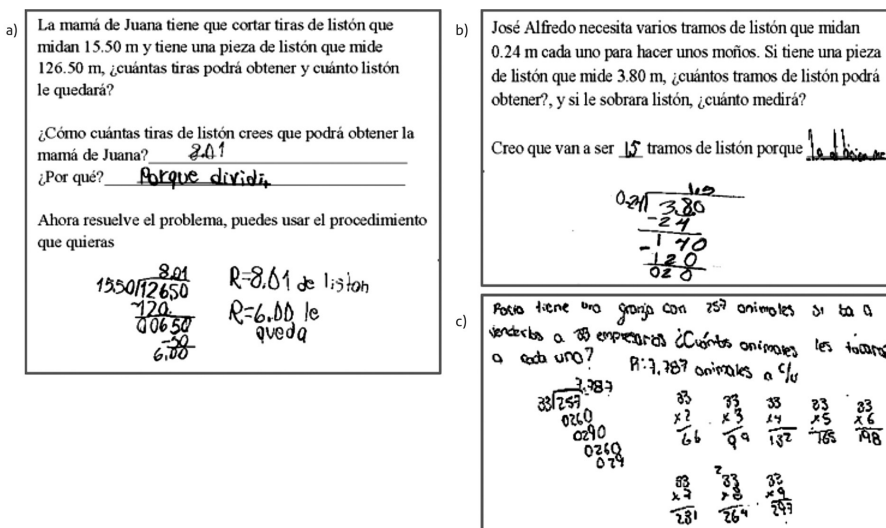 a)
La mamá de Juana tiene que cortar tiras de listón que
midan 15.50 m y tiene una pieza de listón que mide
126.50 m, ¿cuántas tiras podrá obtener y cuánto listón
le quedará?
¿Cómo cuántas tiras de listón crees que podrá obtener la
mamá de Juana? 8.01
¿Por qué? Porque dividi
Ahora resuelve el problema, puedes usar el procedimiento
que quieras
8.01
15.50 12650
-120
00650
-50
6.00
R=8.01 de liston
R=6.00 le
queda
b)
José Alfredo necesita varios tramos de listón que midan
0.24 m cada uno para hacer unos moños. Si tiene una pieza
de listón que mide 3.80 m, ¿cuántos tramos de listón podrá
obtener?, y si le sobrara listón, ¿cuánto medirá?
Creo que van a ser 15 tramos de listón porque la
0.24 3.80
-24
-140
120
020
c)
tiene una granja con 257 animales si ba a
venderlos a 33 empresarios ¿Cuántos animales les tocara
a cada uno?
R=7,787 animales a c/u
7.787
33 257
0260
0290
0260
029
33 33 33 33 33
x2 x3 x4 x5 x6
66 99 132 165 198
33 33 33
x7 x8 x9
231 264 297